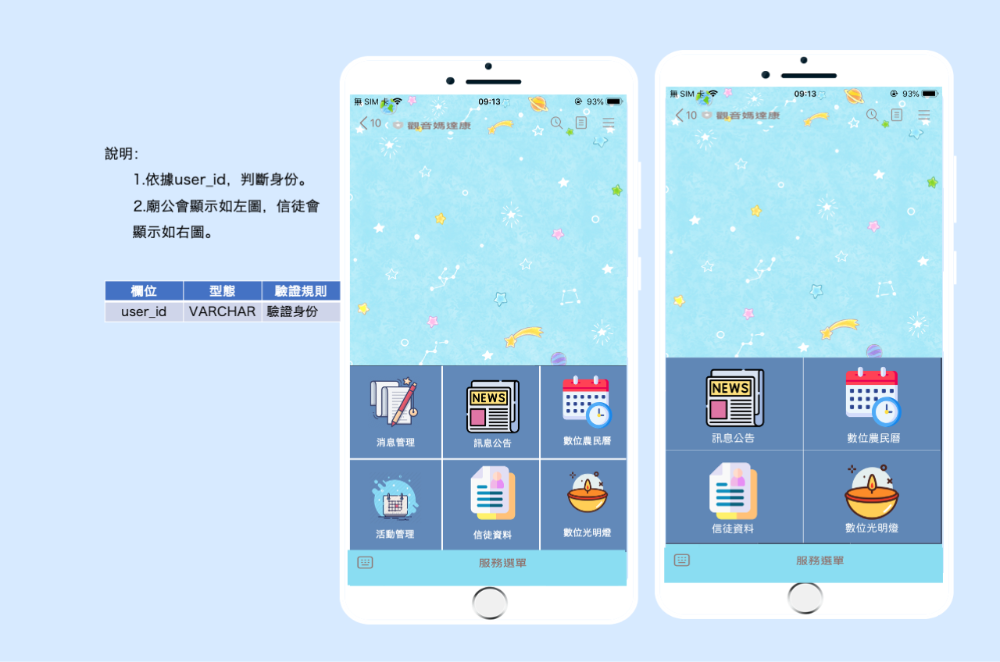 說明：
1.依據user_id，判斷身份。
2.廟公會顯示如左圖，信徒會
顯示如右圖。
欄位 型態 驗證規則
user_id VARCHAR 驗證身份
無 SIM 卡 09:13 93%
10 觀音媽達康
NEWS
消息管理 訊息公告 數位農民曆
活動管理 信徒資料 數位光明燈
服務選單
無 SIM 卡 09:13 93%
10 觀音媽達康
NEWS
訊息公告 數位農民曆
信徒資料 數位光明燈
服務選單